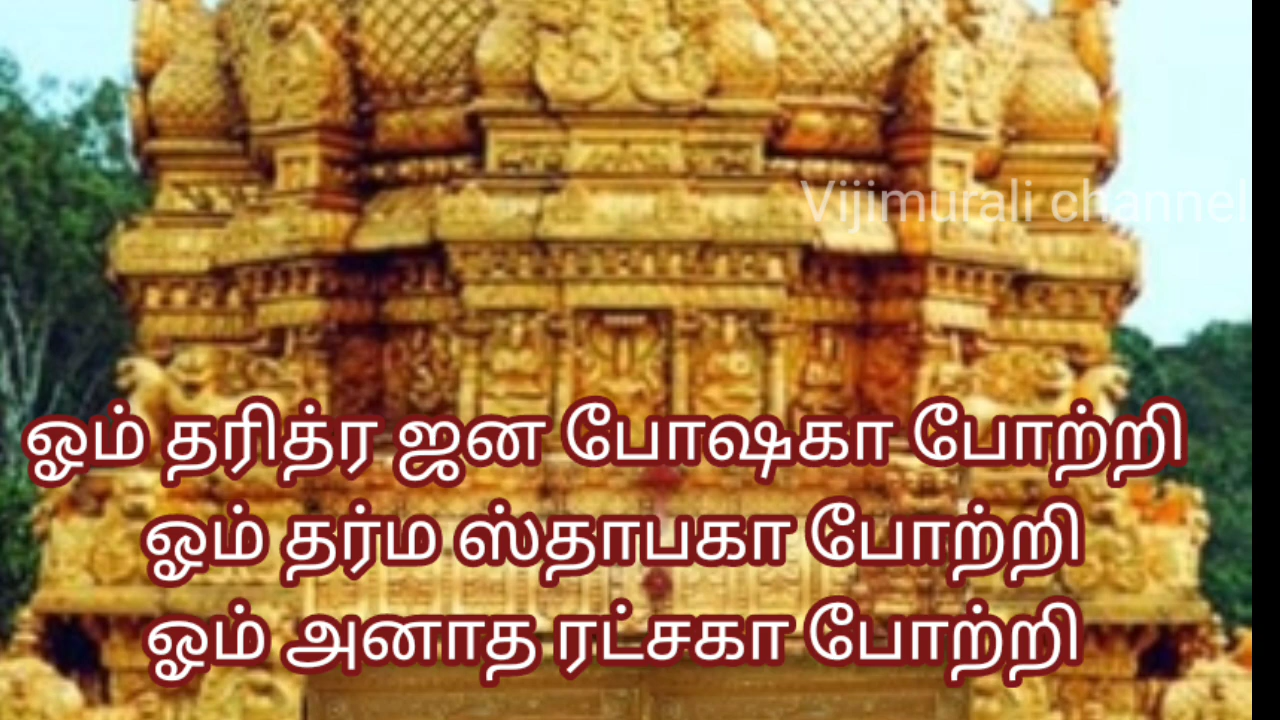 Vijimurali channel
ஓம் தரித்ர ஜன போஷகா போற்றி
ஓம் தர்ம ஸ்தாபகா போற்றி
ஓம் அனாத ரட்சகா போற்றி